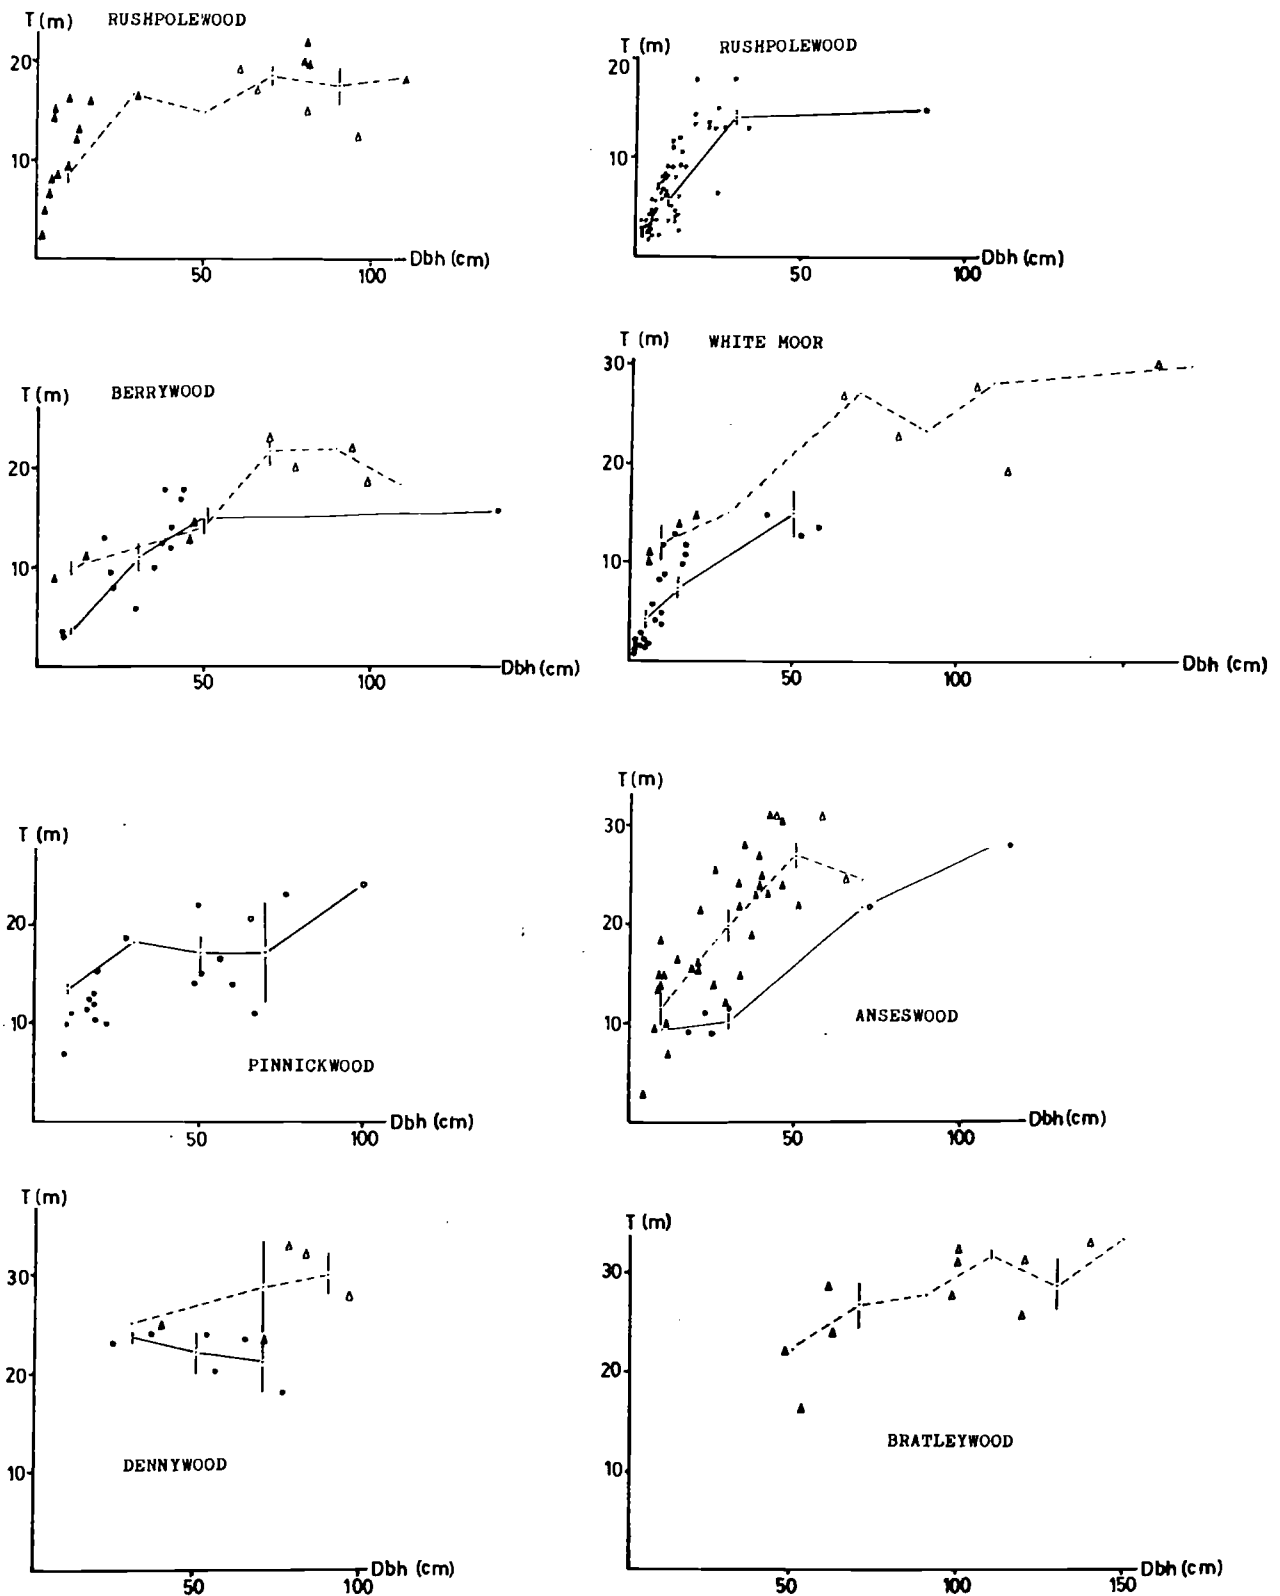 T (m) RUSHPOLEWOOD
20
10
50 100 Dbh (cm)
T (m) RUSHPOLEWOOD
20
10
50 100 Dbh (cm)
T (m) BERRYWOOD
20
10
50 100 Dbh (cm)
T (m) WHITE MOOR
30
20
10
50 100 Dbh (cm)
T (m)
20
10
PINNICKWOOD
50 100 Dbh (cm)
T (m)
30
20
10
ANSESWOOD
50 100 Dbh (cm)
T (m)
30
20
10
DENNYWOOD
50 100 Dbh (cm)
T (m)
30
20
10
BRATLEYWOOD
50 100 150 Dbh (cm)